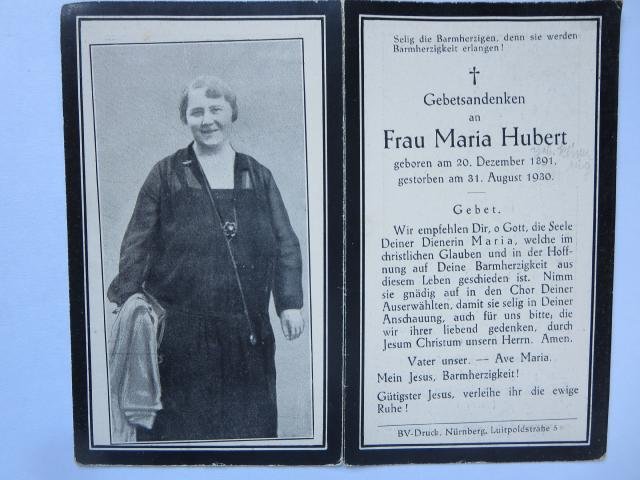 Selig die Barmherzigen, denn sie werden
Barmherzigkeit erlangen!
✝
Gebetsandenken
an
Frau Maria Hubert
geboren am 20. Dezember 1891,
gestorben am 31. August 1930.
Gebet.
Wir empfehlen Dir, o Gott, die Seele
Deiner Dienerin Maria, welche im
christlichen Glauben und in der Hoff-
nung auf Deine Barmherzigkeit aus
diesem Leben geschieden ist. Nimm
sie gnädig auf in den Chor Deiner
Auserwählten, damit sie selig in Deiner
Anschauung, auch für uns bitte, die
wir ihrer liebend gedenken, durch
Jesum Christum unsern Herrn. Amen.
Vater unser. — Ave Maria.
Mein Jesus, Barmherzigkeit!
Gütigster Jesus, verleihe ihr die ewige
Ruhe!
BV-Druck, Nürnberg, Luitpoldstraße 5